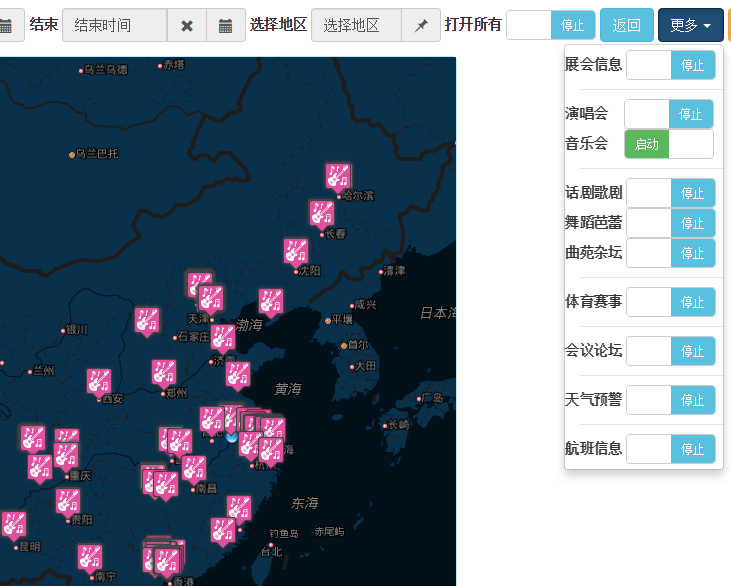 结束 结束时间 选择地区 选择地区 打开所有 停止 返回 更多
展会信息 停止
演唱会 停止
音乐会 启动
话剧歌剧 停止
舞蹈芭蕾 停止
曲苑杂坛 停止
体育赛事 停止
会议论坛 停止
天气预警 停止
航班信息 停止
赤塔
乌兰乌德
乌兰巴托
哈尔滨
长春
沈阳
清津
咸兴
日本海
天津
渤海
平壤
银川
石家庄
首尔
济南
大田
兰州
黄海
西安
郑州
广岛
长崎
重庆
南昌
贵阳
东海
钓鱼岛
赤尾屿
昆明
台北
南宁
香港